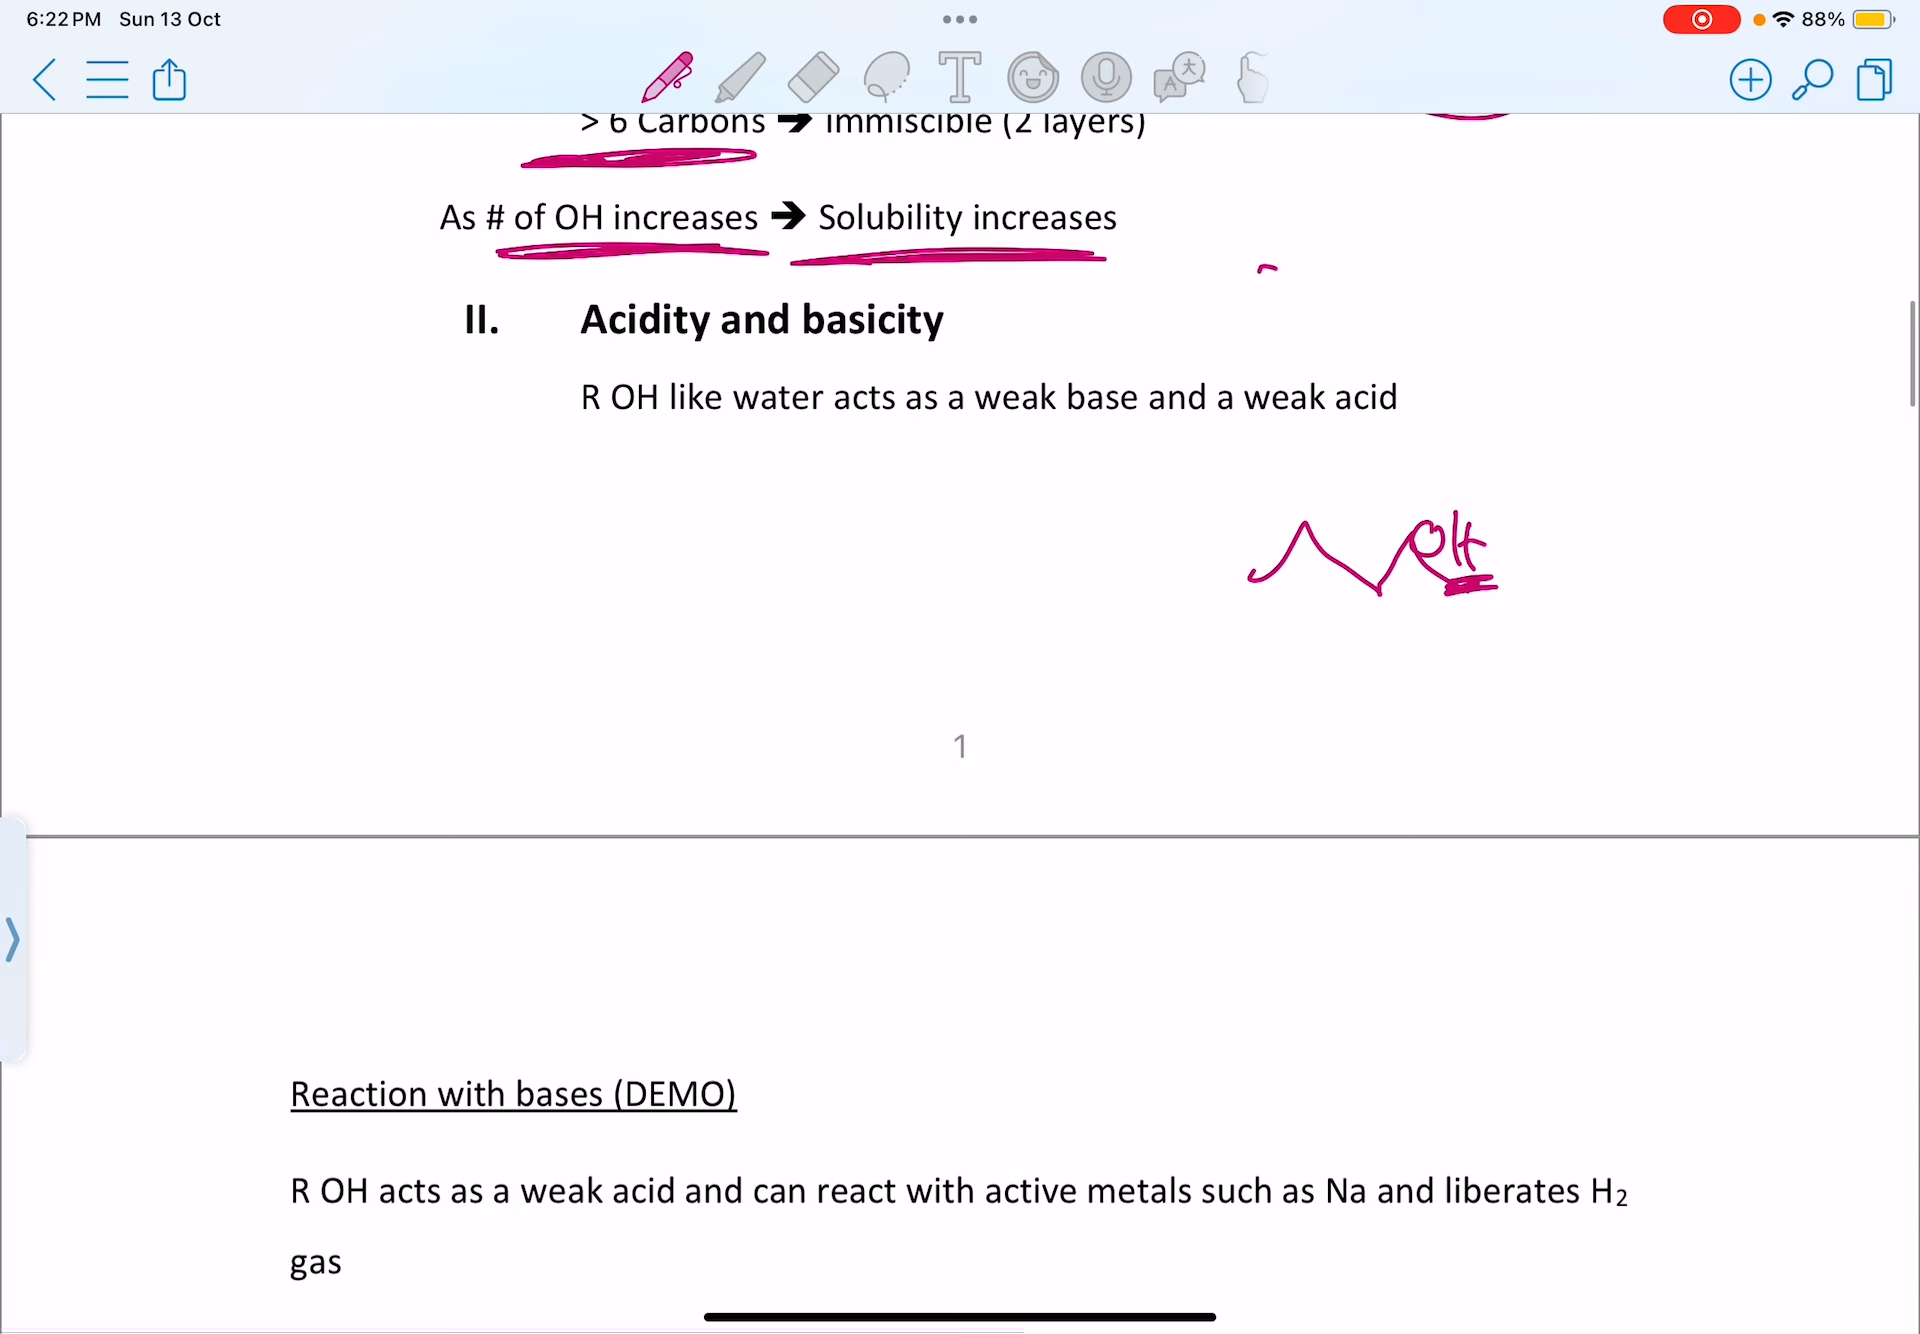 6:22 PM Sun 13 Oct
88%
> 6 Carbons ➔ Immiscible (2 layers)
As # of OH increases ➔ Solubility increases
II. Acidity and basicity
R OH like water acts as a weak base and a weak acid
OH
1
Reaction with bases (DEMO)
R OH acts as a weak acid and can react with active metals such as Na and liberates H₂
gas